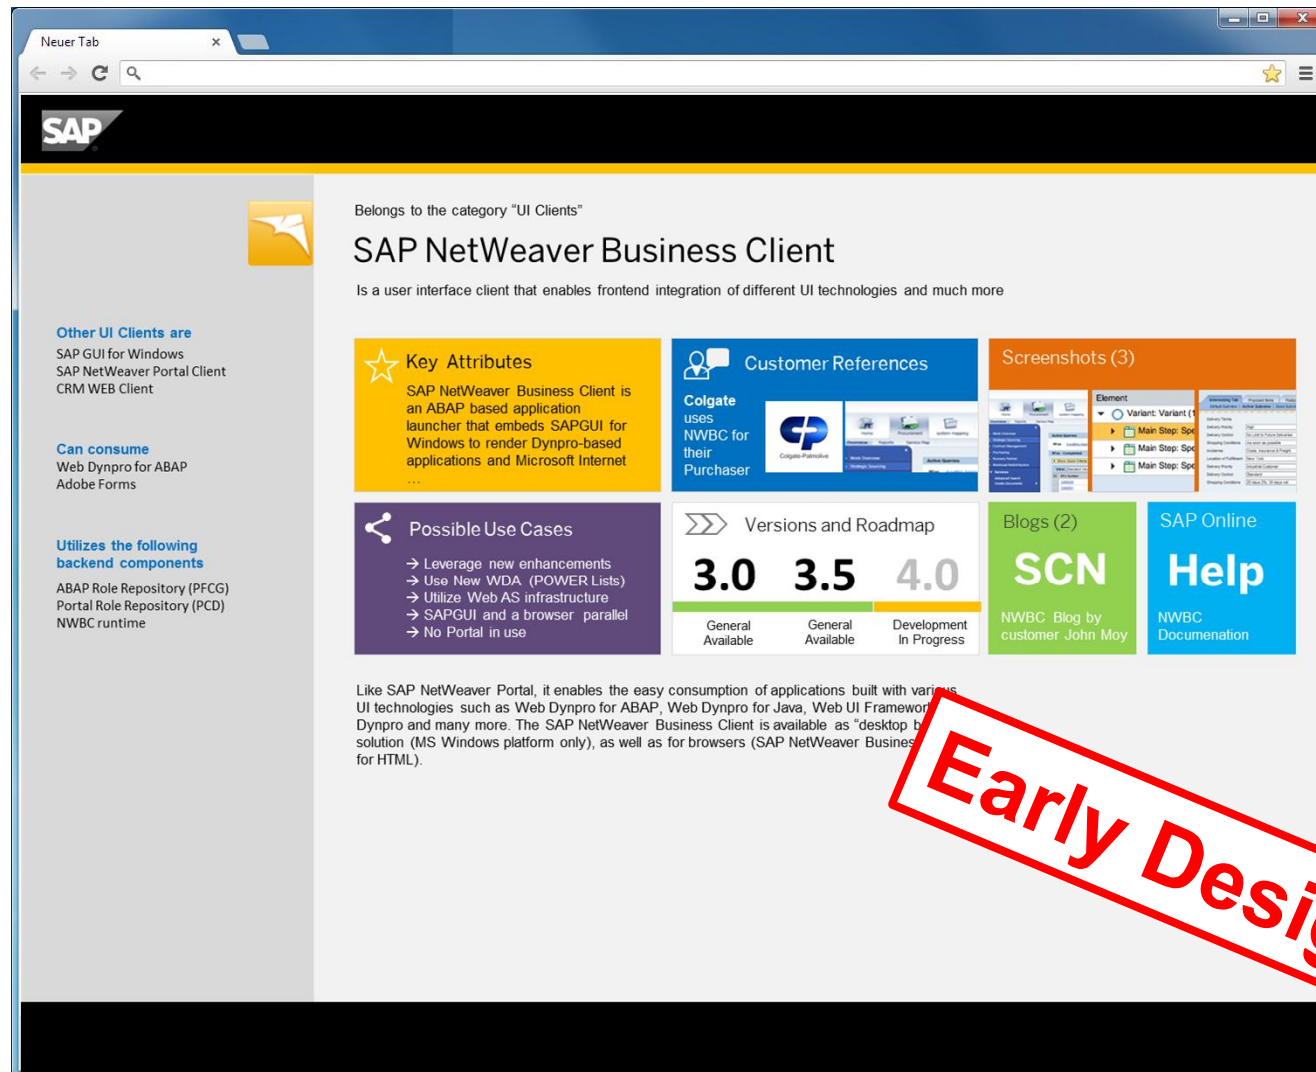 Neuer Tab
SAP
Belongs to the category “UI Clients”
SAP NetWeaver Business Client
Is a user interface client that enables frontend integration of different UI technologies and much more
Other UI Clients are
SAP GUI for Windows
SAP NetWeaver Portal Client
CRM WEB Client
Can consume
Web Dynpro for ABAP
Adobe Forms
Utilizes the following
backend components
ABAP Role Repository (PFCG)
Portal Role Repository (PCD)
NWBC runtime
Key Attributes
SAP NetWeaver Business Client is
an ABAP based application
launcher that embeds SAPGUI for
Windows to render Dynpro-based
applications and Microsoft Internet
...
Customer References
Colgate
uses
NWBC for
their
Purchaser
Colgate-Palmolive
Screenshots (3)
Element
Variant: Variant (1
Main Step: Spe
Main Step: Spe
Main Step: Spe
Possible Use Cases
→ Leverage new enhancements
→ Use New WDA (POWER Lists)
→ Utilize Web AS infrastructure
→ SAPGUI and a browser parallel
→ No Portal in use
Versions and Roadmap
3.0 3.5 4.0
General Available
General Available
Development In Progress
Blogs (2)
SCN
NWBC Blog by
customer John Moy
SAP Online
Help
NWBC
Documenation
Like SAP NetWeaver Portal, it enables the easy consumption of applications built with various
UI technologies such as Web Dynpro for ABAP, Web Dynpro for Java, Web UI Framewor
Dynpro and many more. The SAP NetWeaver Business Client is available as “desktop b
solution (MS Windows platform only), as well as for browsers (SAP NetWeaver Busines
for HTML).
Early Desig